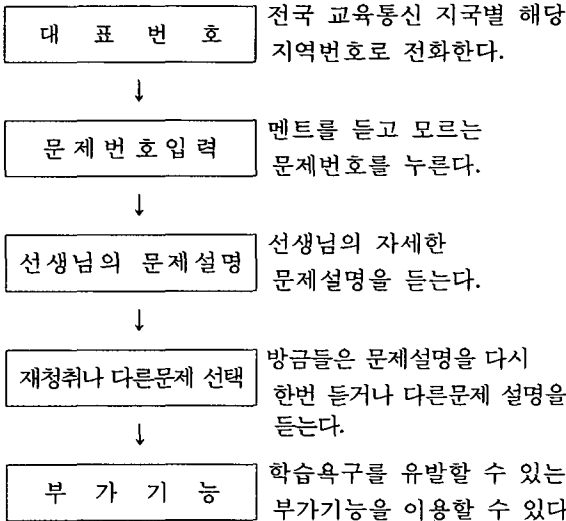 대 표 번 호
전국 교육통신 지국별 해당
지역번호로 전화한다.
↓
문제번호입력
멘트를 듣고 모르는
문제번호를 누른다.
↓
선생님의 문제설명
선생님의 자세한
문제설명을 듣는다.
↓
재청취나 다른문제 선택
방금들은 문제설명을 다시
한번 듣거나 다른문제 설명을
듣는다.
↓
부 가 기 능
학습욕구를 유발할 수 있는
부가기능을 이용할 수 있다